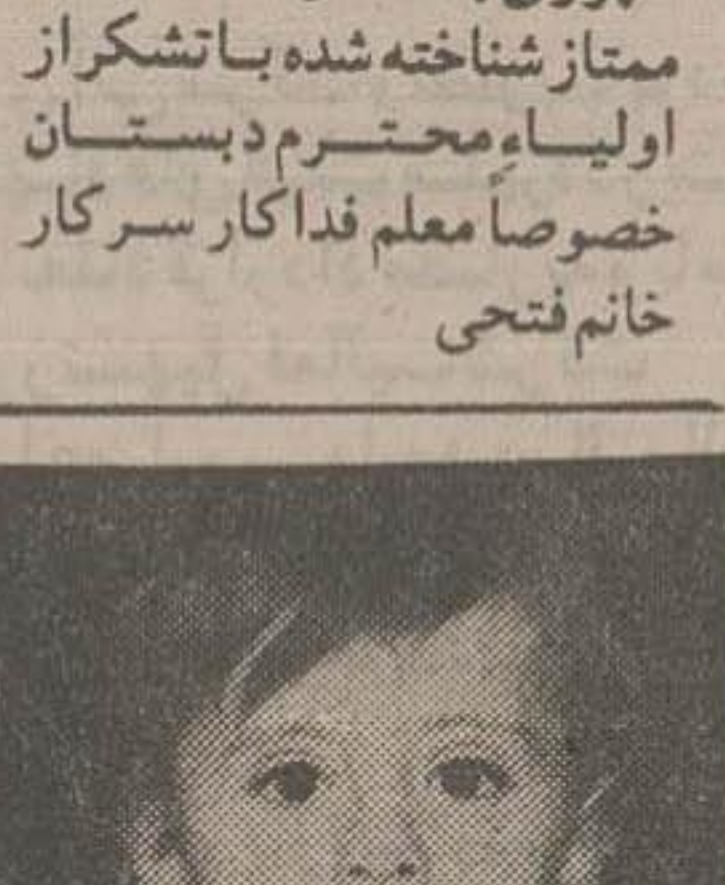 ممتاز شناخته شده با تشکر از
اولیاءِ محترم دبستان
خصوصاً معلم فداکار سرکار
خانم فتحی